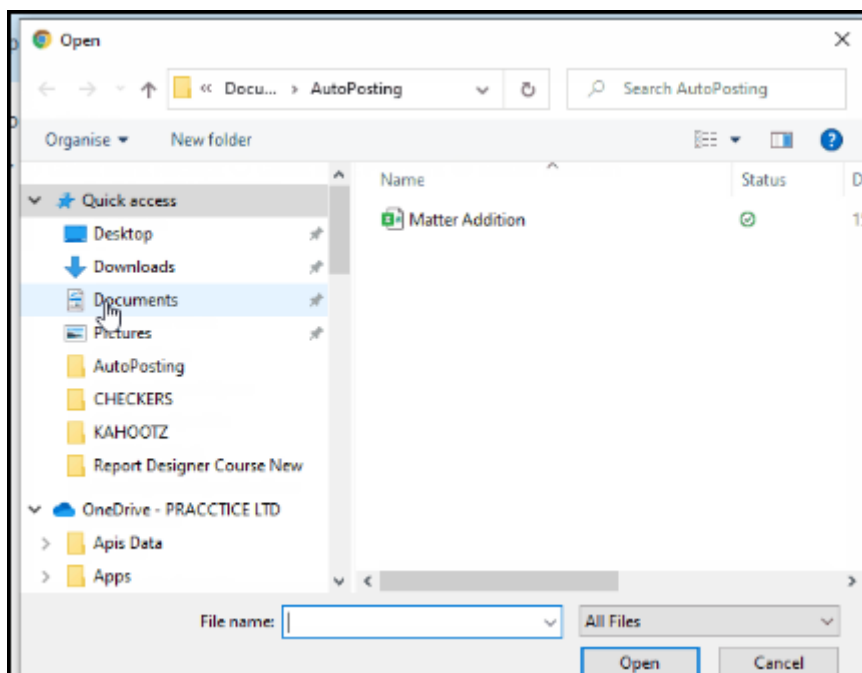 Open
« Docu... > AutoPosting
Search AutoPosting
Organise
New folder
Name
Status
D
Quick access
Matter Addition
Desktop
Downloads
Documents
Pictures
AutoPosting
CHECKERS
KAHOOTZ
Report Designer Course New
OneDrive - PRACCTICE LTD
Apis Data
Apps
File name:
All Files
Open
Cancel